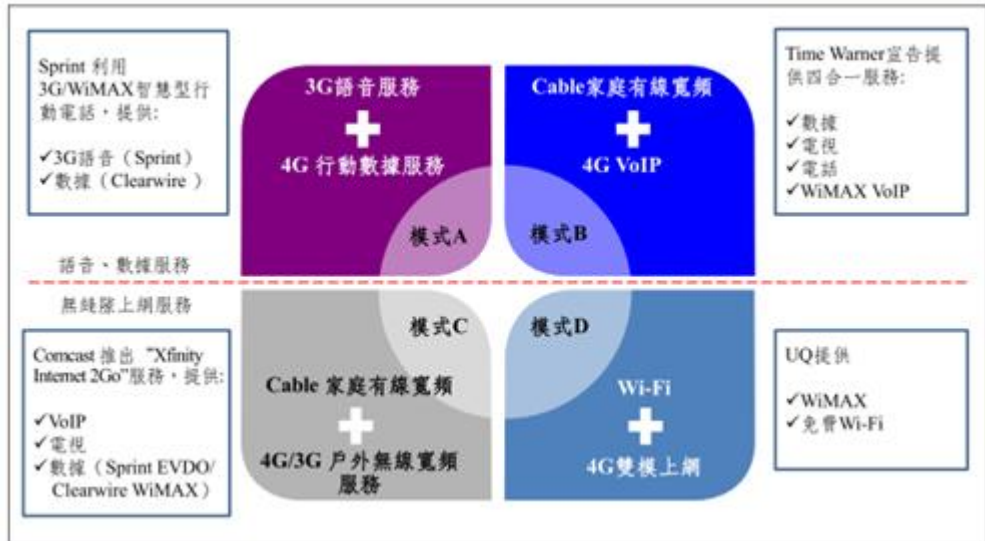 Sprint 利用
3G/WiMAX智慧型行
動電話，提供:
✓3G語音（Sprint）
✓數據（Clearwire）
3G語音服務
4G 行動數據服務
模式A
Cable家庭有線寬頻
4G VoIP
模式B
Time Warner宣告提
供四合一服務:
✓數據
✓電視
✓電話
✓WiMAX VoIP
語音、數據服務
無縫隙上網服務
Comcast 推出 "Xfinity
Internet 2Go"服務，提供:
✓VoIP
✓電視
✓數據（Sprint EVDO/
Clearwire WiMAX）
模式C
Cable 家庭有線寬頻
4G/3G 戶外無線寬頻
服務
模式D
Wi-Fi
4G雙模上網
UQ提供
✓WiMAX
✓免費Wi-Fi